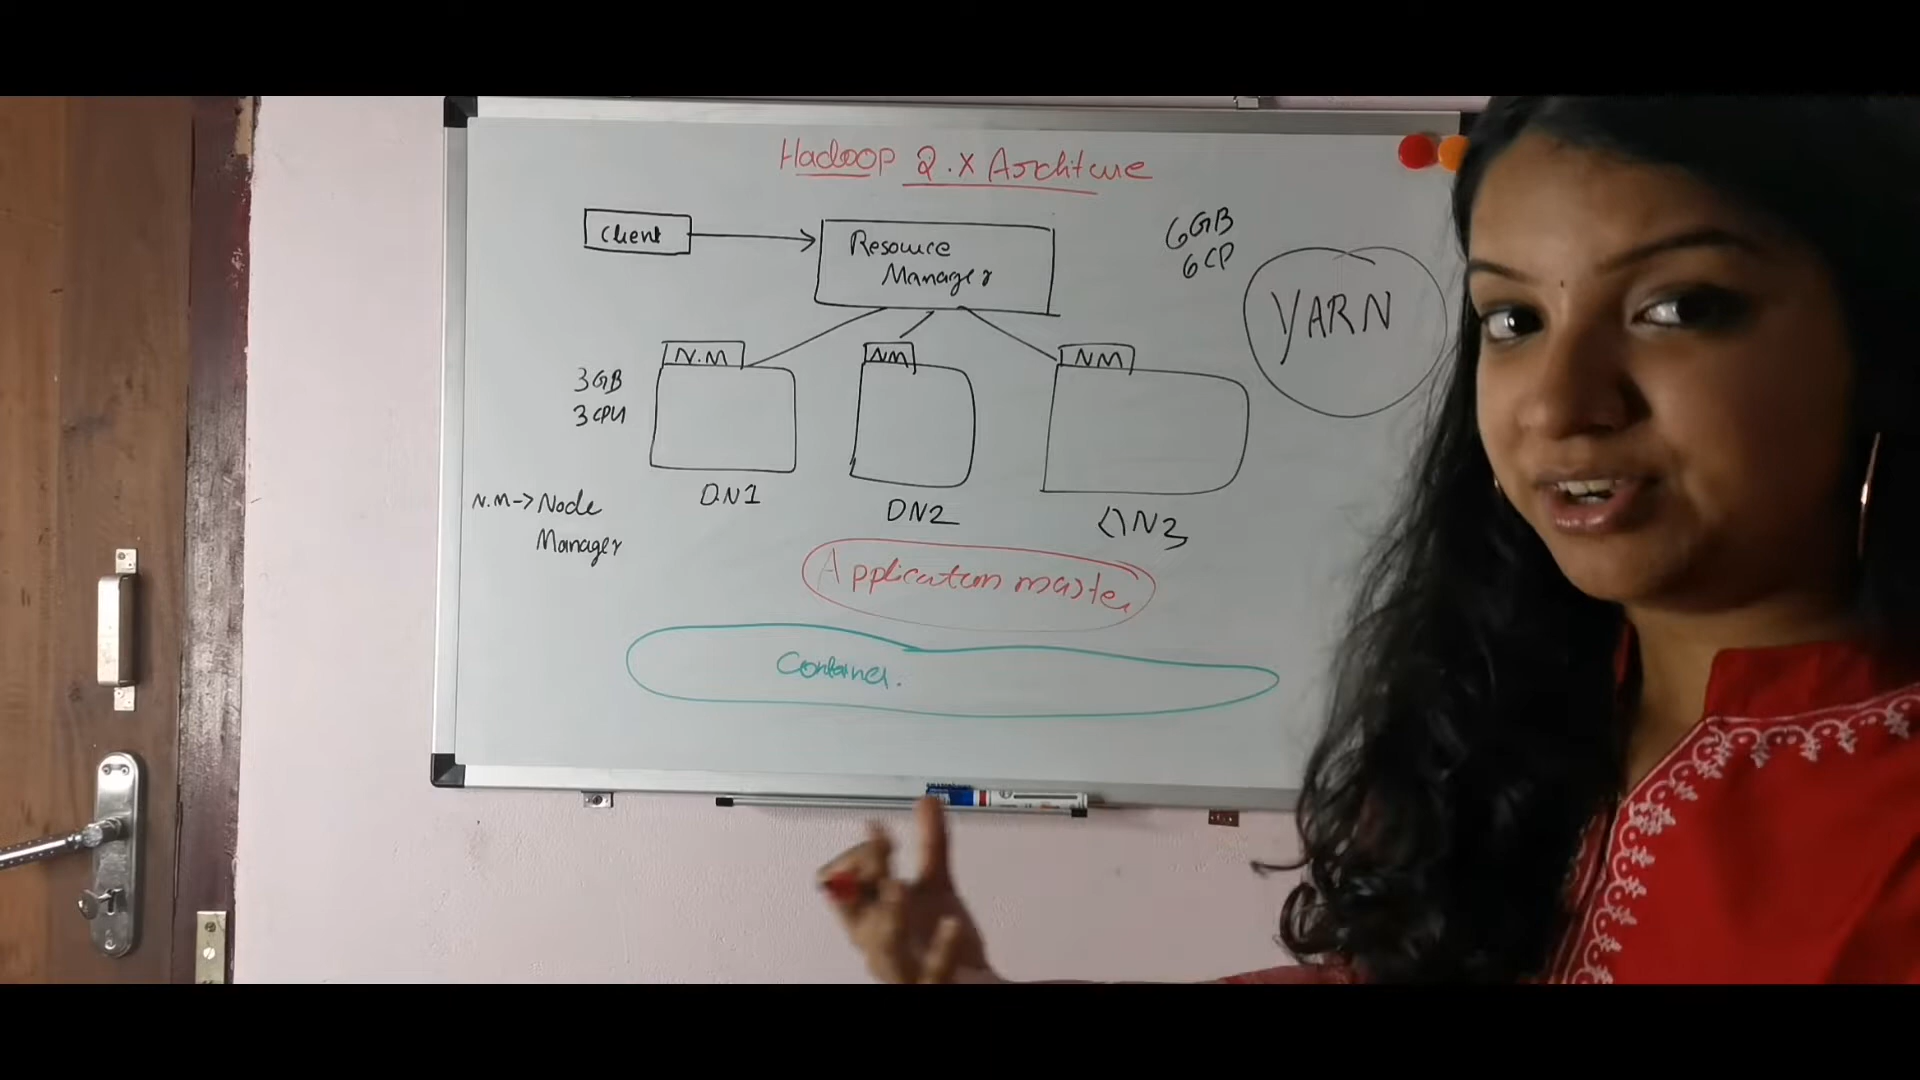 Hadoop 2.X Architcure
Client
Resource
Manager
6GB
6CP
YARN
N.M
NM
NM
3GB
3CPU
DN1
DN2
DN3
N.M->Node
Manager
Application master
Container.